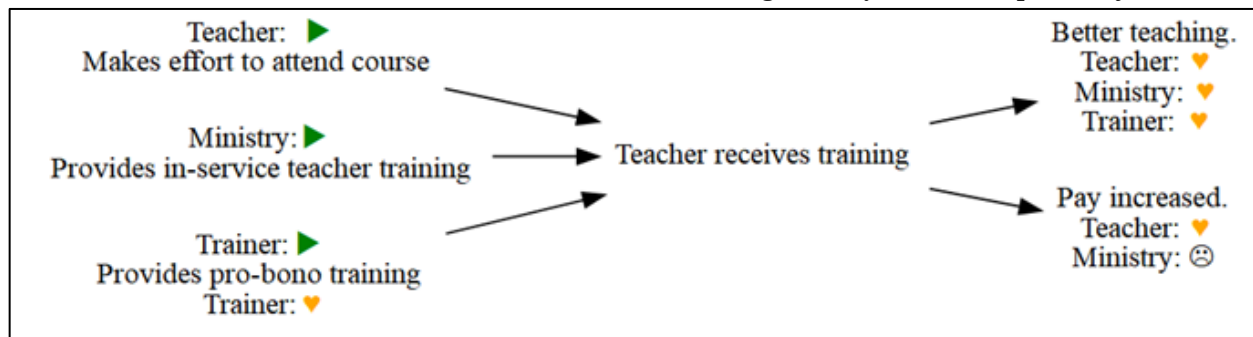 Teacher: ▶
Makes effort to attend course
Ministry: ▶
Provides in-service teacher training
Trainer: ▶
Provides pro-bono training
Trainer: ♥
Teacher receives training
Better teaching.
Teacher: ♥
Ministry: ♥
Trainer: ♥
Pay increased.
Teacher: ♥
Ministry: ☹